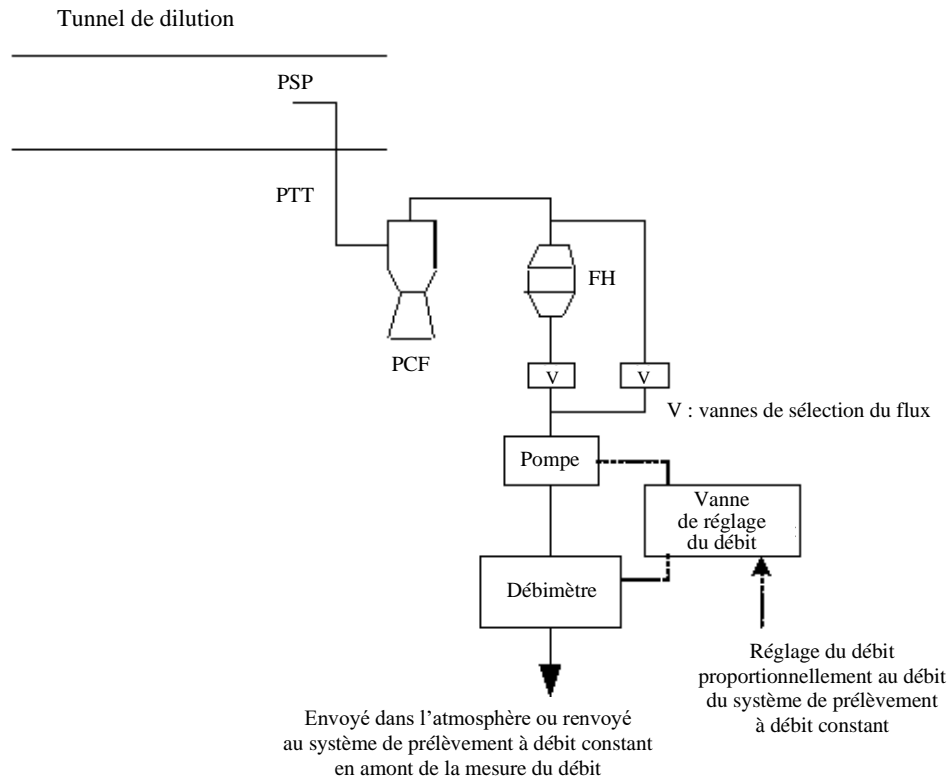 Tunnel de dilution
PSP
PTT
FH
PCF
V
V
V : vannes de sélection du flux
Pompe
Vanne
de réglage
du débit
Débimètre
Réglage du débit
proportionnellement au débit
du système de prélèvement
à débit constant
Envoyé dans l’atmosphère ou renvoyé
au système de prélèvement à débit constant
en amont de la mesure du débit